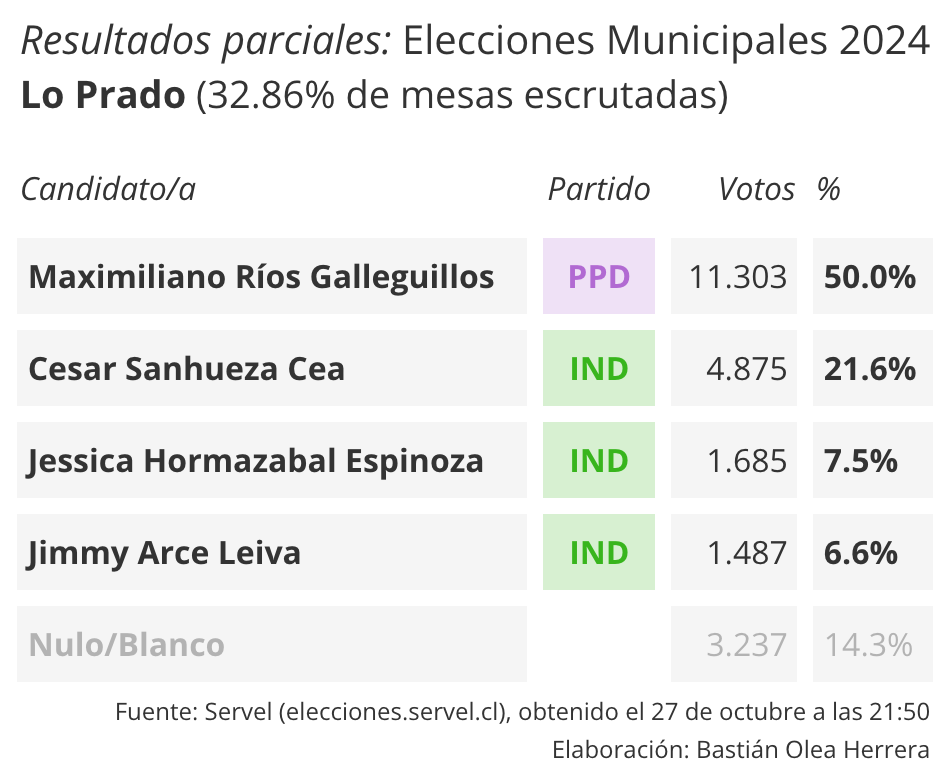 Resultados parciales: Elecciones Municipales 2024
Lo Prado (32.86% de mesas escrutadas)
Candidato/a Partido Votos %
Maximiliano Ríos Galleguillos PPD 11.303 50.0%
Cesar Sanhueza Cea IND 4.875 21.6%
Jessica Hormazabal Espinoza IND 1.685 7.5%
Jimmy Arce Leiva IND 1.487 6.6%
Nulo/Blanco 3.237 14.3%
Fuente: Servel (elecciones.servel.cl), obtenido el 27 de octubre a las 21:50
Elaboración: Bastián Olea Herrera